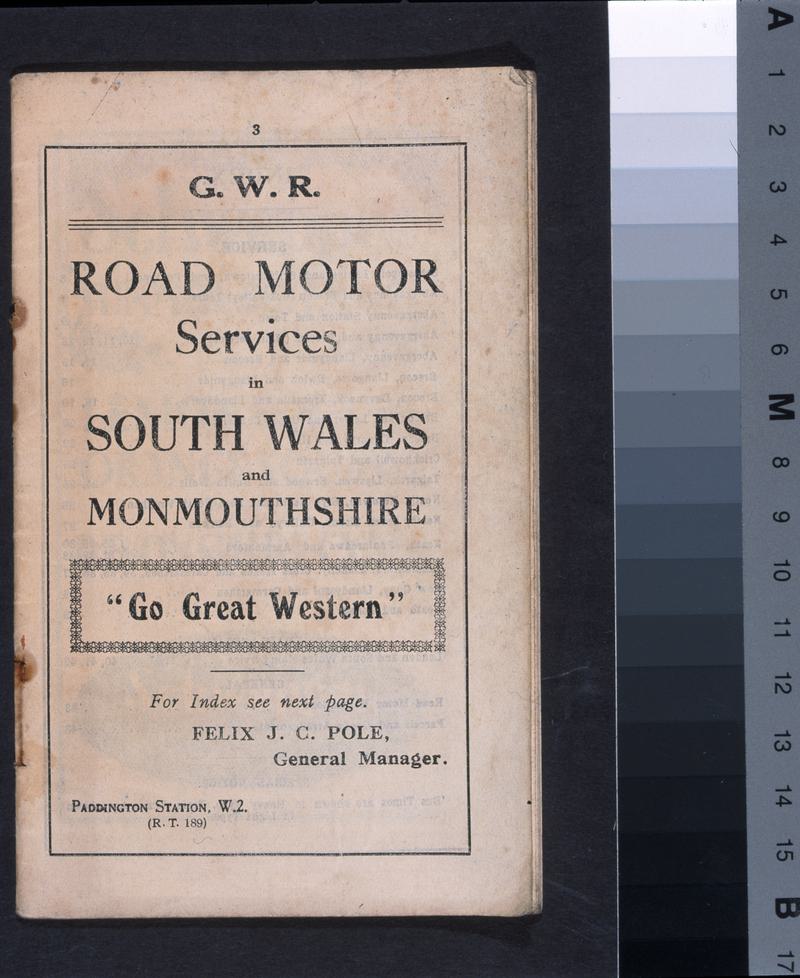 3
G. W. R.
ROAD MOTOR
Services
in
SOUTH WALES
and
MONMOUTHSHIRE
"Go Great Western"
For Index see next page.
FELIX J. C. POLE,
General Manager.
PADDINGTON STATION, W.2.
(R. T. 189)
A
1
2
3
4
5
6
M
8
9
10
11
12
13
14
15
B
17